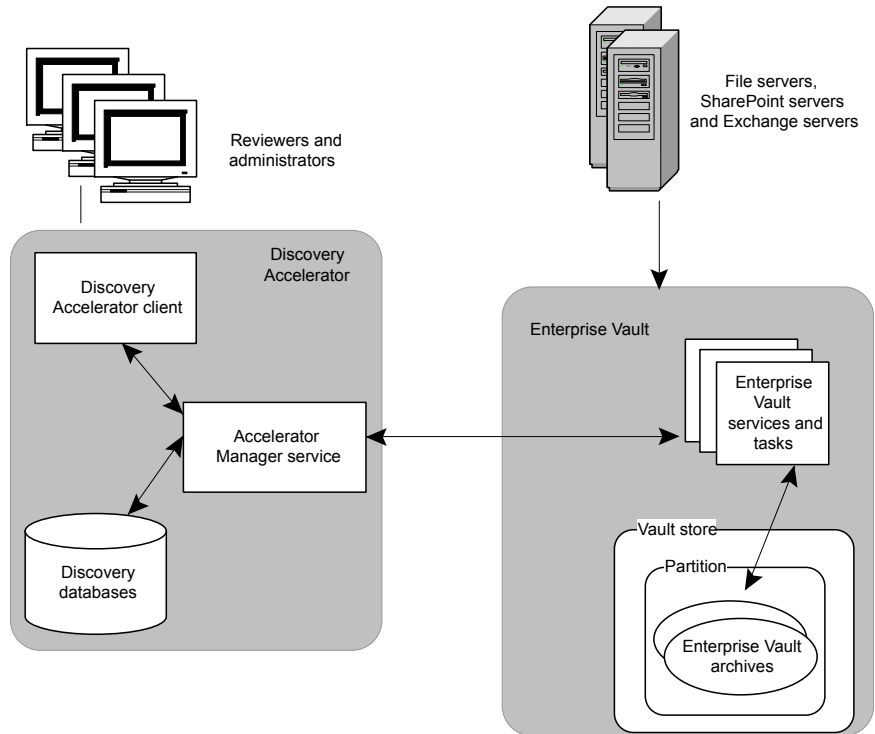 Reviewers and
administrators
File servers,
SharePoint servers
and Exchange servers
Discovery
Accelerator
Discovery
Accelerator client
Accelerator
Manager service
Discovery
databases
Enterprise Vault
Enterprise
Vault
services and
tasks
Vault store
Partition
Enterprise Vault
archives